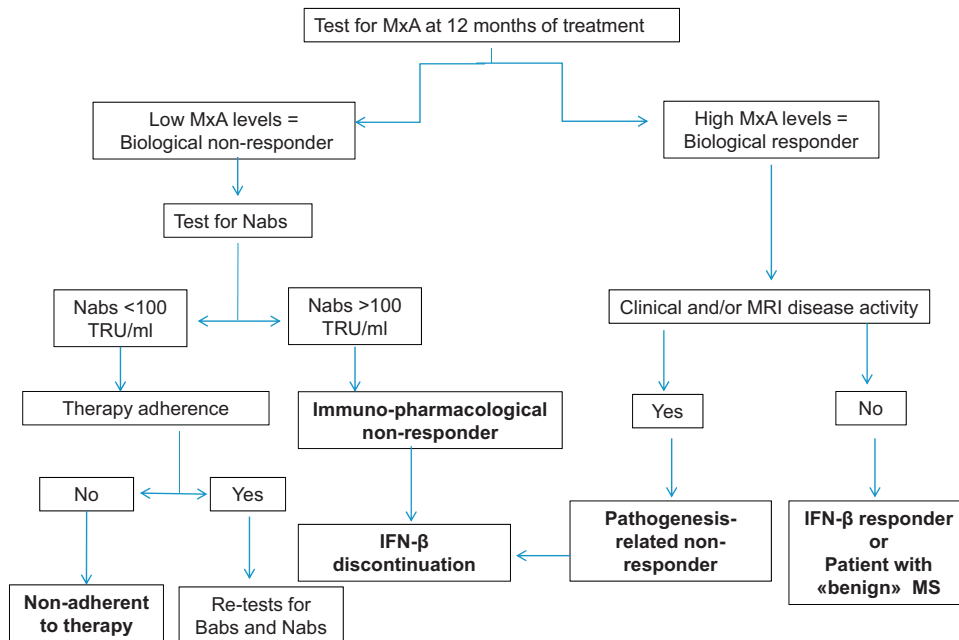 Test for MxA at 12 months of treatment
Low MxA levels =
Biological non-responder
High MxA levels =
Biological responder
Test for Nabs
Nabs <100
TRU/ml
Nabs >100
TRU/ml
Clinical and/or MRI disease activity
Therapy adherence
Immuno-pharmacological
non-responder
Yes
No
No
Yes
IFN-β
discontinuation
Pathogenesis-
related non-
responder
IFN-β responder
or
Patient with
«benign» MS
Non-adherent
to therapy
Re-tests for
Babs and Nabs